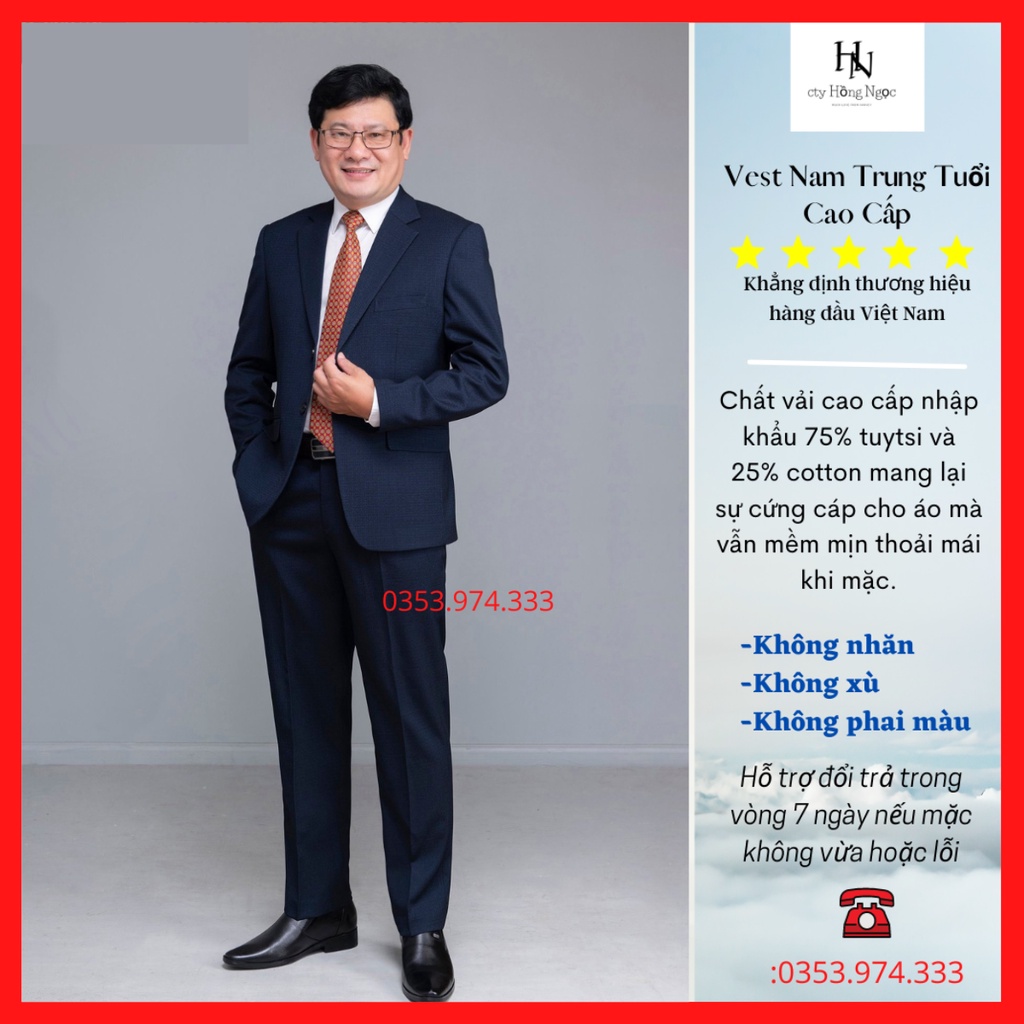 HN
cty Hồng Ngọc
Vest Nam Trung Tuổi
Cao Cấp
Khẳng định thương hiệu
hàng đầu Việt Nam
Chất vải cao cấp nhập
khẩu 75% tuytsi và
25% cotton mang lại
sự cứng cáp cho áo mà
vẫn mềm mịn thoải mái
khi mặc.
-Không nhăn
-Không xù
-Không phai màu
Hỗ trợ đổi trả trong
vòng 7 ngày nếu mặc
không vừa hoặc lỗi
:0353.974.333
0353.974.333